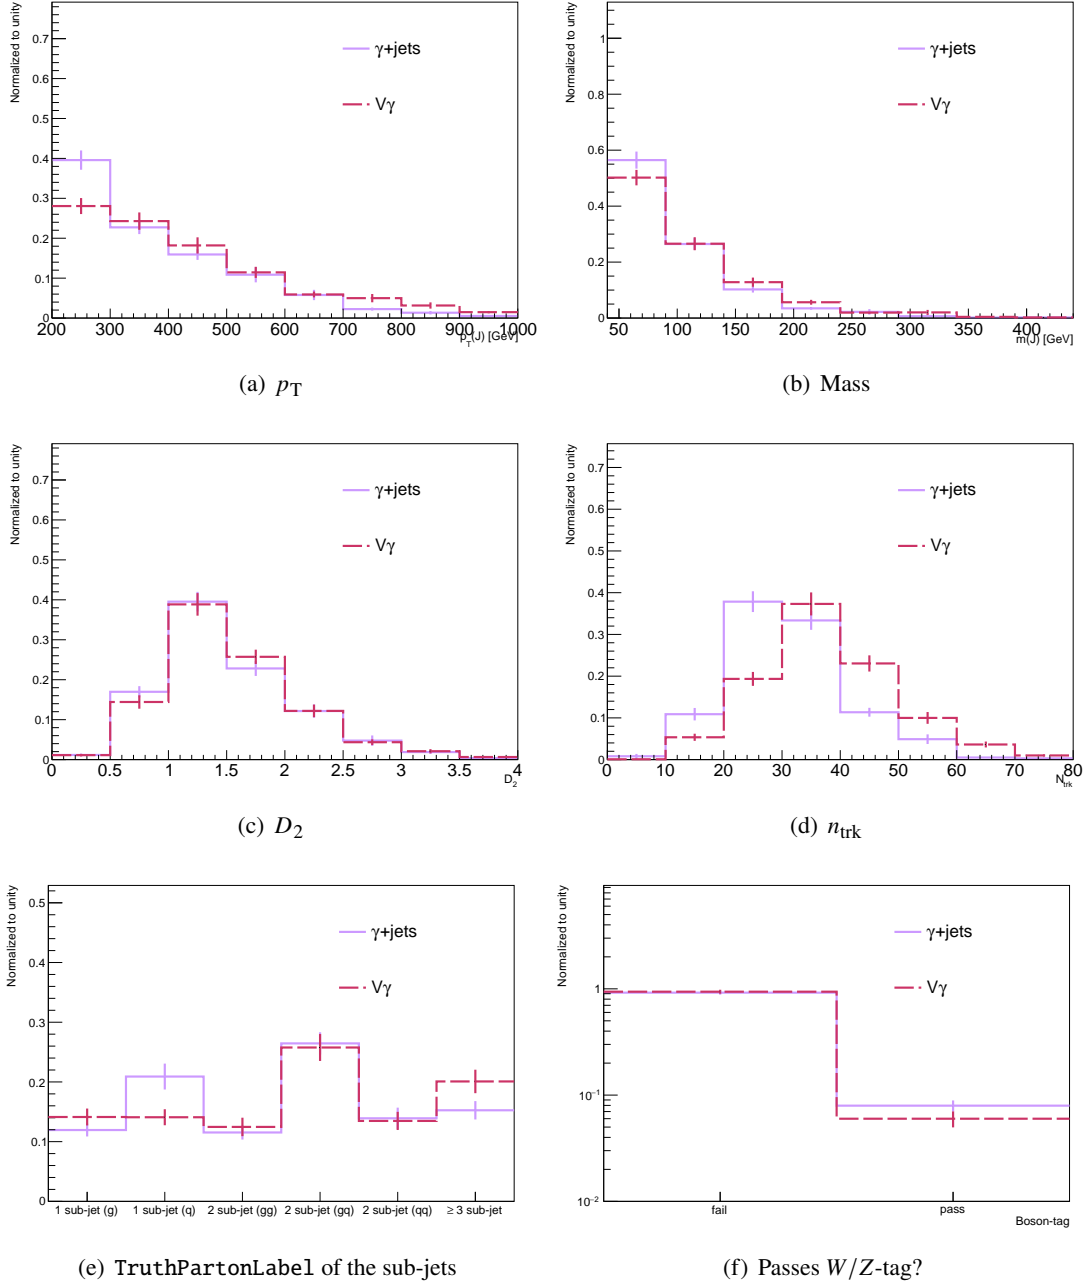 Normalized to unity
0.7
0.6
0.5
0.4
0.3
0.2
0.1
0
γ+jets
Vγ
200 300 400 500 600 700 800 900 1000
p_T(J) [GeV]
(a) p_T
Normalized to unity
1
0.8
0.6
0.4
0.2
0
γ+jets
Vγ
50 100 150 200 250 300 350 400
m(J) [GeV]
(b) Mass
Normalized to unity
0.7
0.6
0.5
0.4
0.3
0.2
0.1
0
γ+jets
Vγ
0 0.5 1 1.5 2 2.5 3 3.5 4
D_2
(c) D_2
Normalized to unity
0.7
0.6
0.5
0.4
0.3
0.2
0.1
0
γ+jets
Vγ
0 10 20 30 40 50 60 70 80
N_trk
(d) n_trk
Normalized to unity
0.5
0.4
0.3
0.2
0.1
0
γ+jets
Vγ
1 sub-jet (g) 1 sub-jet (q) 2 sub-jet (gg) 2 sub-jet (gq) 2 sub-jet (qq) ≥ 3 sub-jet
(e) TruthPartonLabel of the sub-jets
Normalized to unity
1
10⁻¹
10⁻²
γ+jets
Vγ
fail pass
Boson-tag
(f) Passes W/Z-tag?